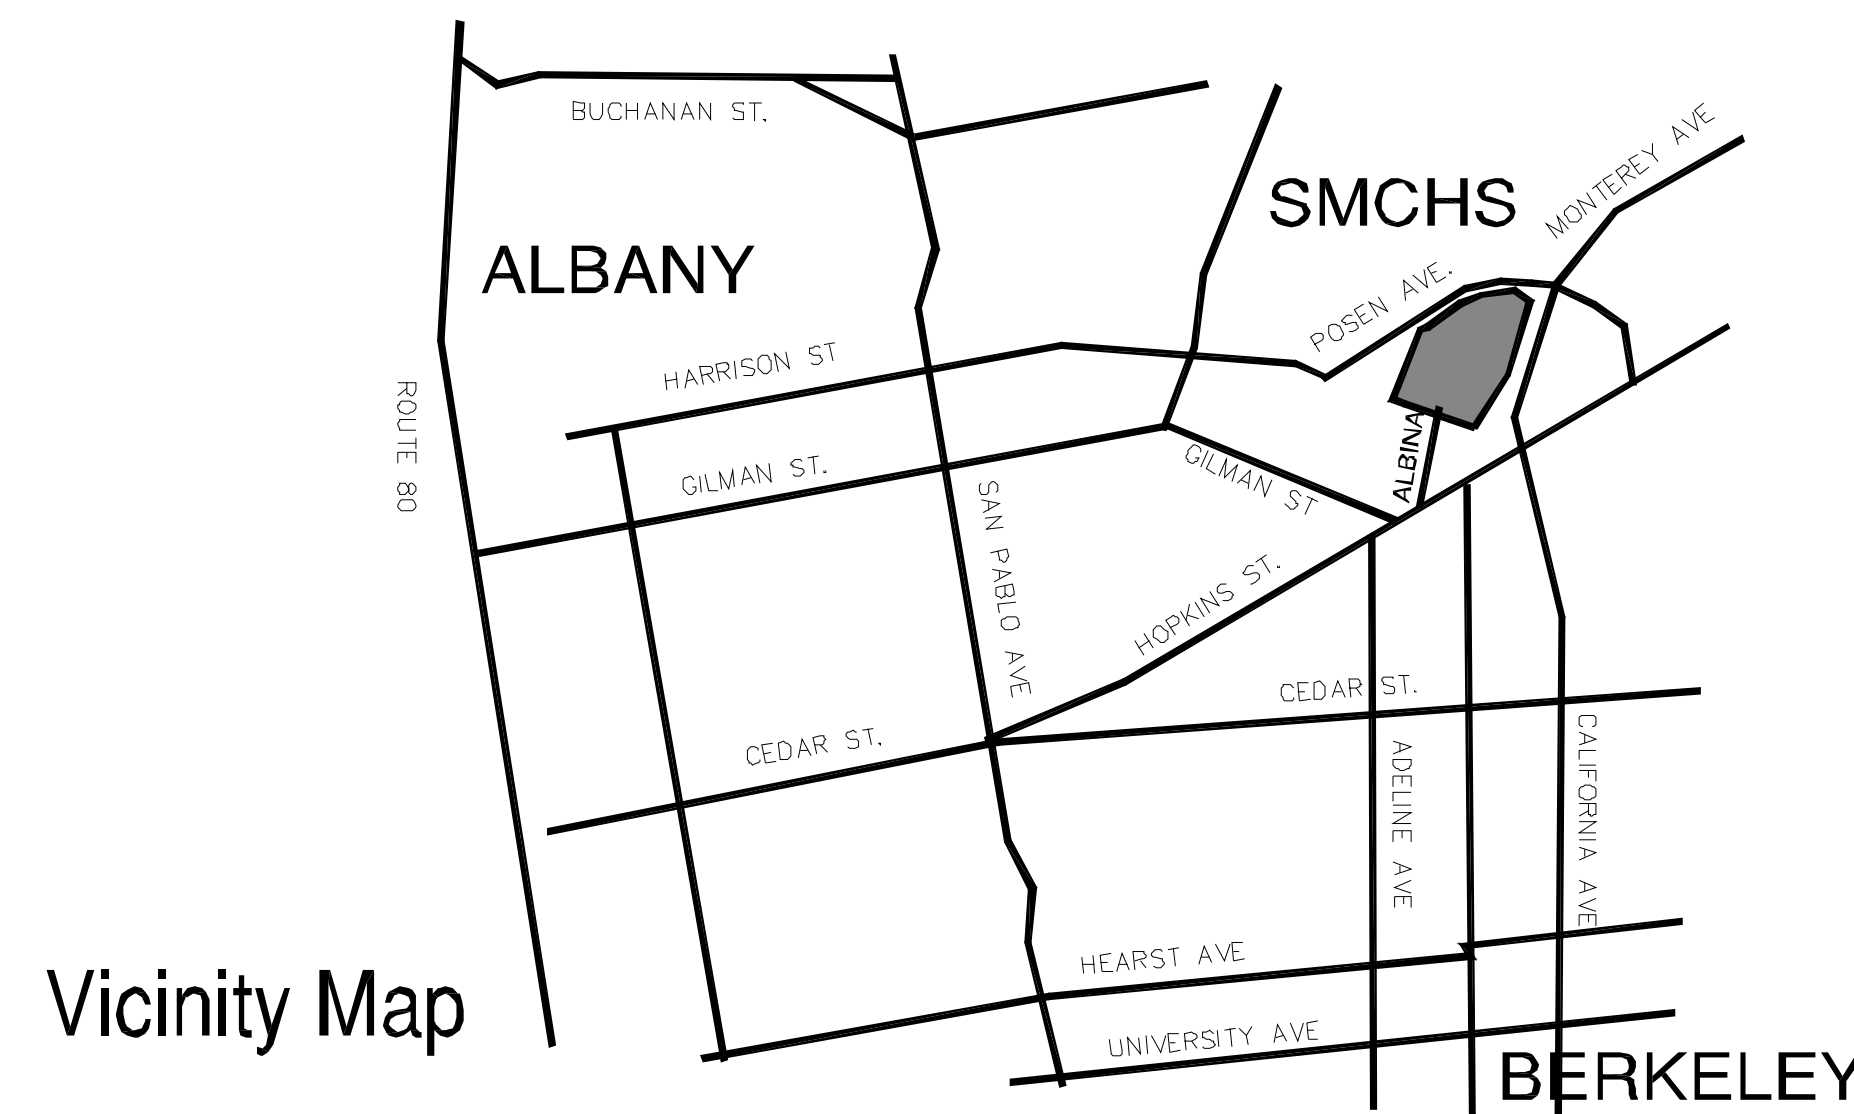 BUCHANAN ST.
MONTEREY AVE
SMCHS
ALBANY
POSEN AVE.
HARRISON ST
ROUTE 80
GILMAN ST.
GILMAN ST
ALBINA
SAN PABLO AVE
HOPKINS ST.
CEDAR ST.
CEDAR ST.
ADELINE AVE
CALIFORNIA AVE
HEARST AVE
Vicinity Map
UNIVERSITY AVE
BERKELEY